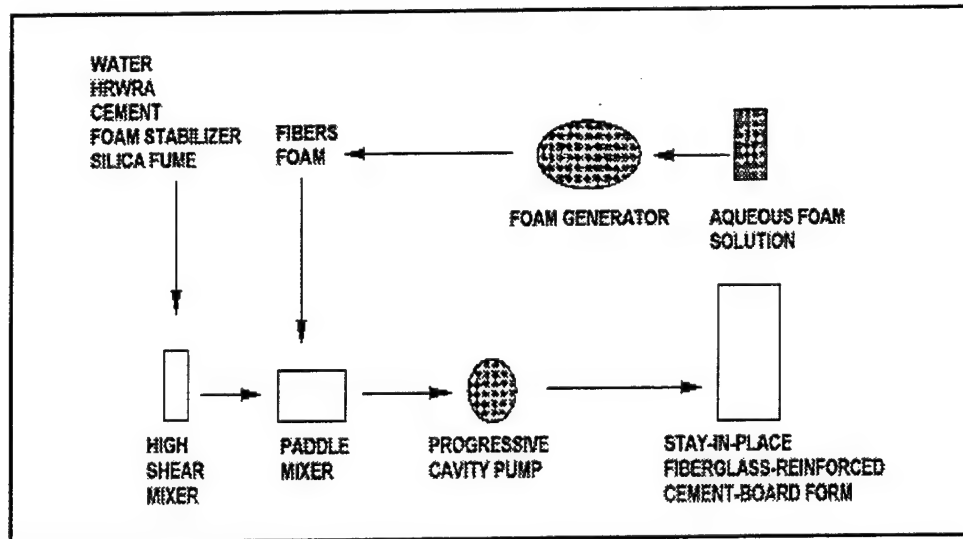 WATER
HRWRA
CEMENT
FOAM STABILIZER
SILICA FUME
FIBERS
FOAM
FOAM GENERATOR
AQUEOUS FOAM
SOLUTION
HIGH
SHEAR
MIXER
PADDLE
MIXER
PROGRESSIVE
CAVITY PUMP
STAY-IN-PLACE
FIBERGLASS-REINFORCED
CEMENT-BOARD FORM